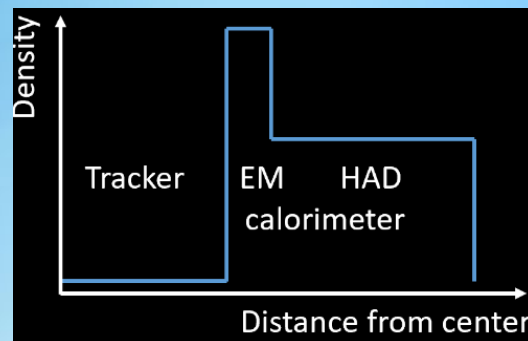 Density
Tracker
EM
HAD
calorimeter
Distance from center